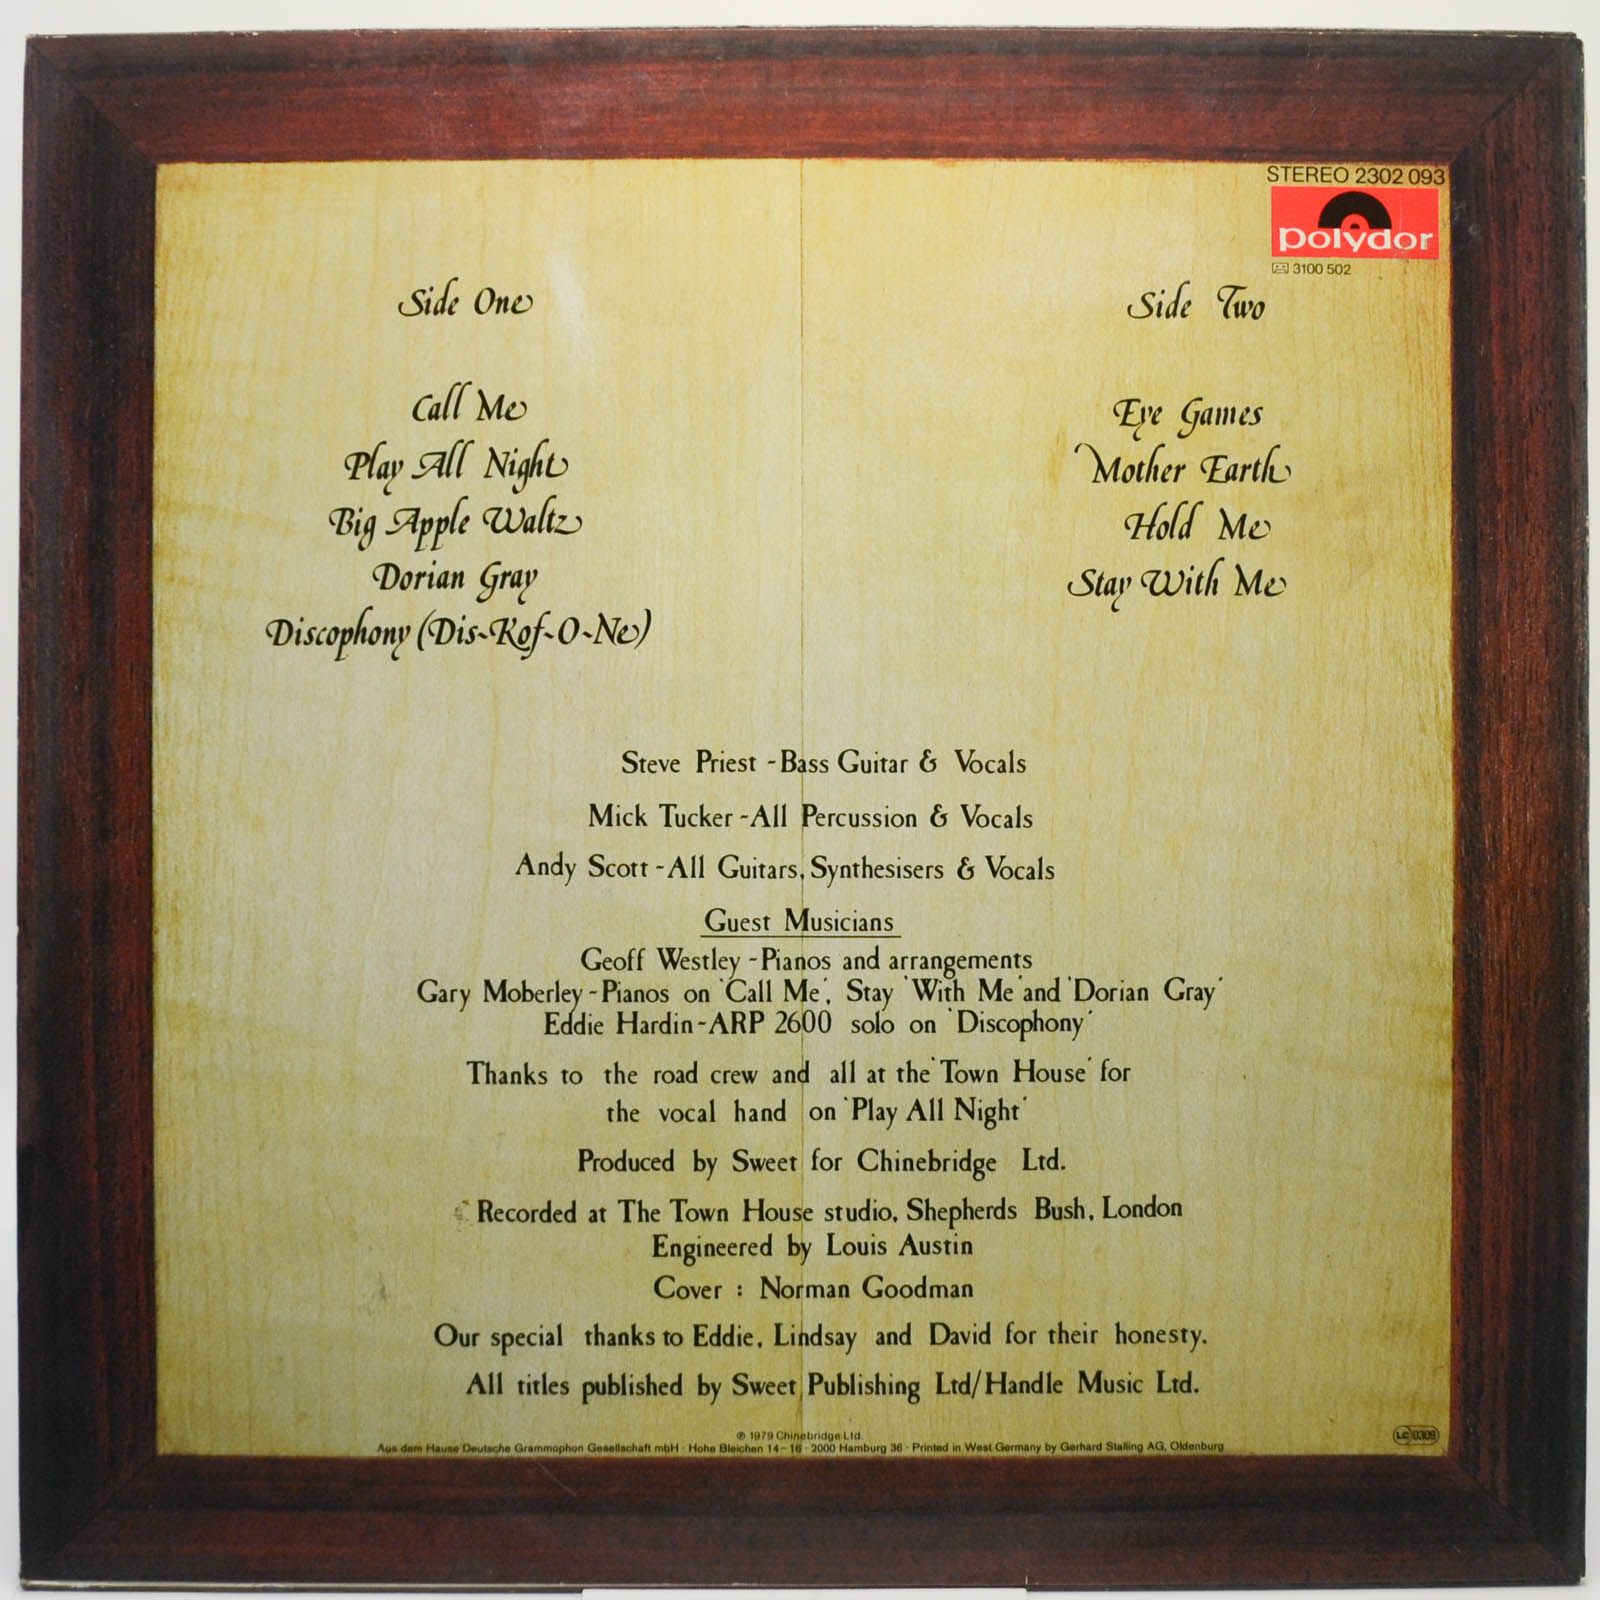 STEREO 2302 093
polydor
3100 502
Side One
Call Me
Play All Night
Big Apple Waltz
Dorian Gray
Discophony (Dis-Kof-O-Ne)
Side Two
Eye Games
Mother Earth
Hold Me
Stay With Me
Steve Priest - Bass Guitar & Vocals
Mick Tucker - All Percussion & Vocals
Andy Scott - All Guitars, Synthesisers & Vocals
Guest Musicians
Geoff Westley - Pianos and arrangements
Gary Moberley - Pianos on 'Call Me', Stay 'With Me' and 'Dorian Gray'
Eddie Hardin - ARP 2600 solo on 'Discophony'
Thanks to the road crew and all at the 'Town House' for
the vocal hand on 'Play All Night'
Produced by Sweet for Chinebridge Ltd.
Recorded at The Town House studio, Shepherds Bush, London
Engineered by Louis Austin
Cover : Norman Goodman
Our special thanks to Eddie, Lindsay and David for their honesty.
All titles published by Sweet Publishing Ltd/Handle Music Ltd.
℗ 1979 Chinebridge Ltd.
Aus dem Hause Deutsche Grammophon Gesellschaft mbH · Hohe Bleichen 14-16 · 2000 Hamburg 36 · Printed in West Germany by Gerhard Stalling AG, Oldenburg
LC 0309